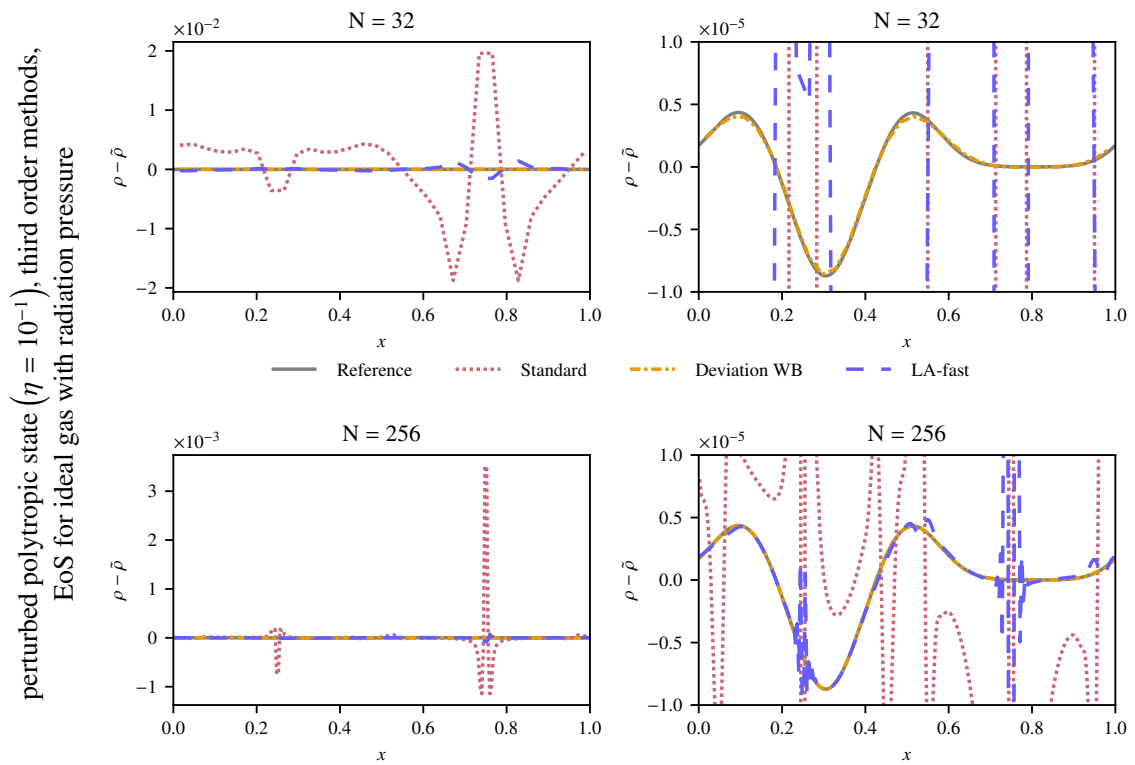 perturbed polytropic state (η = 10⁻¹), third order methods,
EoS for ideal gas with radiation pressure
N = 32
×10⁻²
2
1
0
−1
−2
ρ − ρ̃
0.0 0.2 0.4 0.6 0.8 1.0
x
N = 32
×10⁻⁵
1.0
0.5
0.0
−0.5
−1.0
ρ − ρ̃
0.0 0.2 0.4 0.6 0.8 1.0
x
Reference Standard Deviation WB LA-fast
N = 256
×10⁻³
3
2
1
0
−1
ρ − ρ̃
0.0 0.2 0.4 0.6 0.8 1.0
x
N = 256
×10⁻⁵
1.0
0.5
0.0
−0.5
−1.0
ρ − ρ̃
0.0 0.2 0.4 0.6 0.8 1.0
x